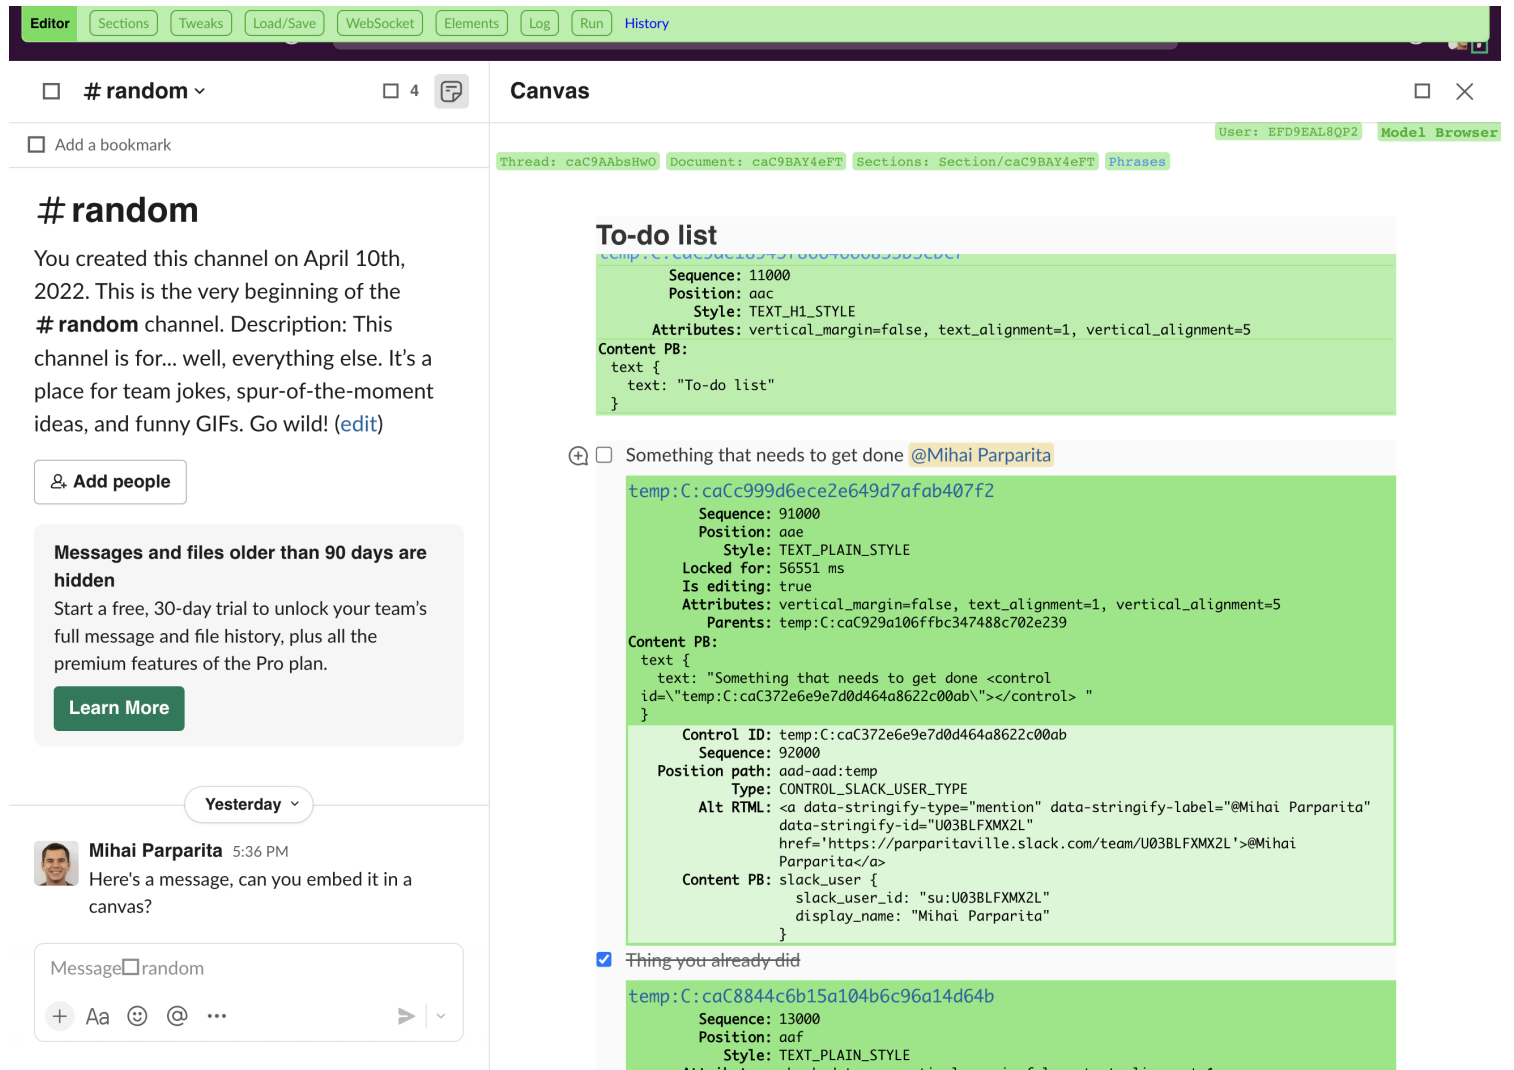 Editor Sections Tweaks Load/Save WebSocket Elements Log Run History
# random
4
Add a bookmark
# random
You created this channel on April 10th,
2022. This is the very beginning of the
# random channel. Description: This
channel is for... well, everything else. It’s a
place for team jokes, spur-of-the-moment
ideas, and funny GIFs. Go wild! (edit)
Add people
Messages and files older than 90 days are
hidden
Start a free, 30-day trial to unlock your team’s
full message and file history, plus all the
premium features of the Pro plan.
Learn More
Yesterday
Mihai Parparita 5:36 PM
Here's a message, can you embed it in a
canvas?
Message random
Aa
Canvas
User: EFD9EAL8QP2 Model Browser
Thread: caC9AAbsHwO Document: caC9BAY4eFT Sections: Section/caC9BAY4eFT Phrases
To-do list
Sequence: 11000
Position: aac
Style: TEXT_H1_STYLE
Attributes: vertical_margin=false, text_alignment=1, vertical_alignment=5
Content PB:
text {
text: "To-do list"
}
Something that needs to get done @Mihai Parparita
temp:C:caCc999d6ece2e649d7afab407f2
Sequence: 91000
Position: aae
Style: TEXT_PLAIN_STYLE
Locked for: 56551 ms
Is editing: true
Attributes: vertical_margin=false, text_alignment=1, vertical_alignment=5
Parents: temp:C:caC929a106ffbc347488c702e239
Content PB:
text {
text: "Something that needs to get done <control
id=\"temp:C:caC372e6e9e7d0d464a8622c00ab\"></control> "
}
Control ID: temp:C:caC372e6e9e7d0d464a8622c00ab
Sequence: 92000
Position path: aad-aad:temp
Type: CONTROL_SLACK_USER_TYPE
Alt RTML: <a data-stringify-type="mention" data-stringify-label="@Mihai Parparita"
data-stringify-id="U03BLFXMX2L"
href='https://parparitaville.slack.com/team/U03BLFXMX2L'>@Mihai
Parparita</a>
Content PB: slack_user {
slack_user_id: "su:U03BLFXMX2L"
display_name: "Mihai Parparita"
}
Thing you already did
temp:C:caC8844c6b15a104b6c96a14d64b
Sequence: 13000
Position: aaf
Style: TEXT_PLAIN_STYLE